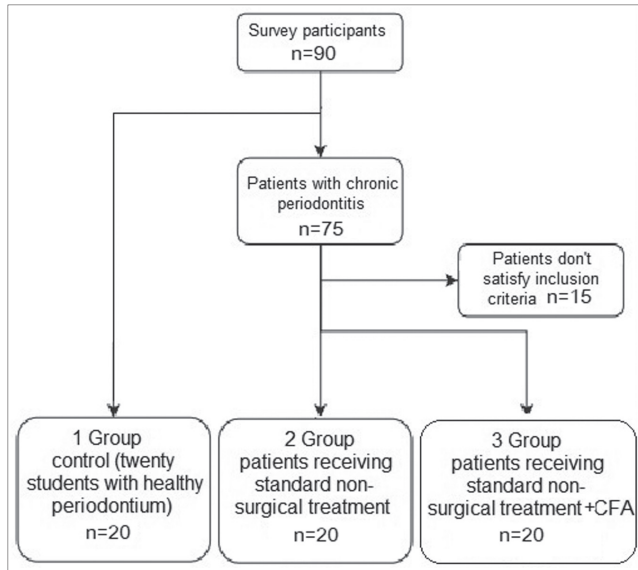 Survey participants
n=90
Patients with chronic
periodontitis
n=75
Patients don't
satisfy inclusion
criteria n=15
1 Group
control (twenty
students with healthy
periodontium)
n=20
2 Group
patients receiving
standard non-
surgical treatment
n=20
3 Group
patients receiving
standard non-
surgical treatment +CFA
n=20